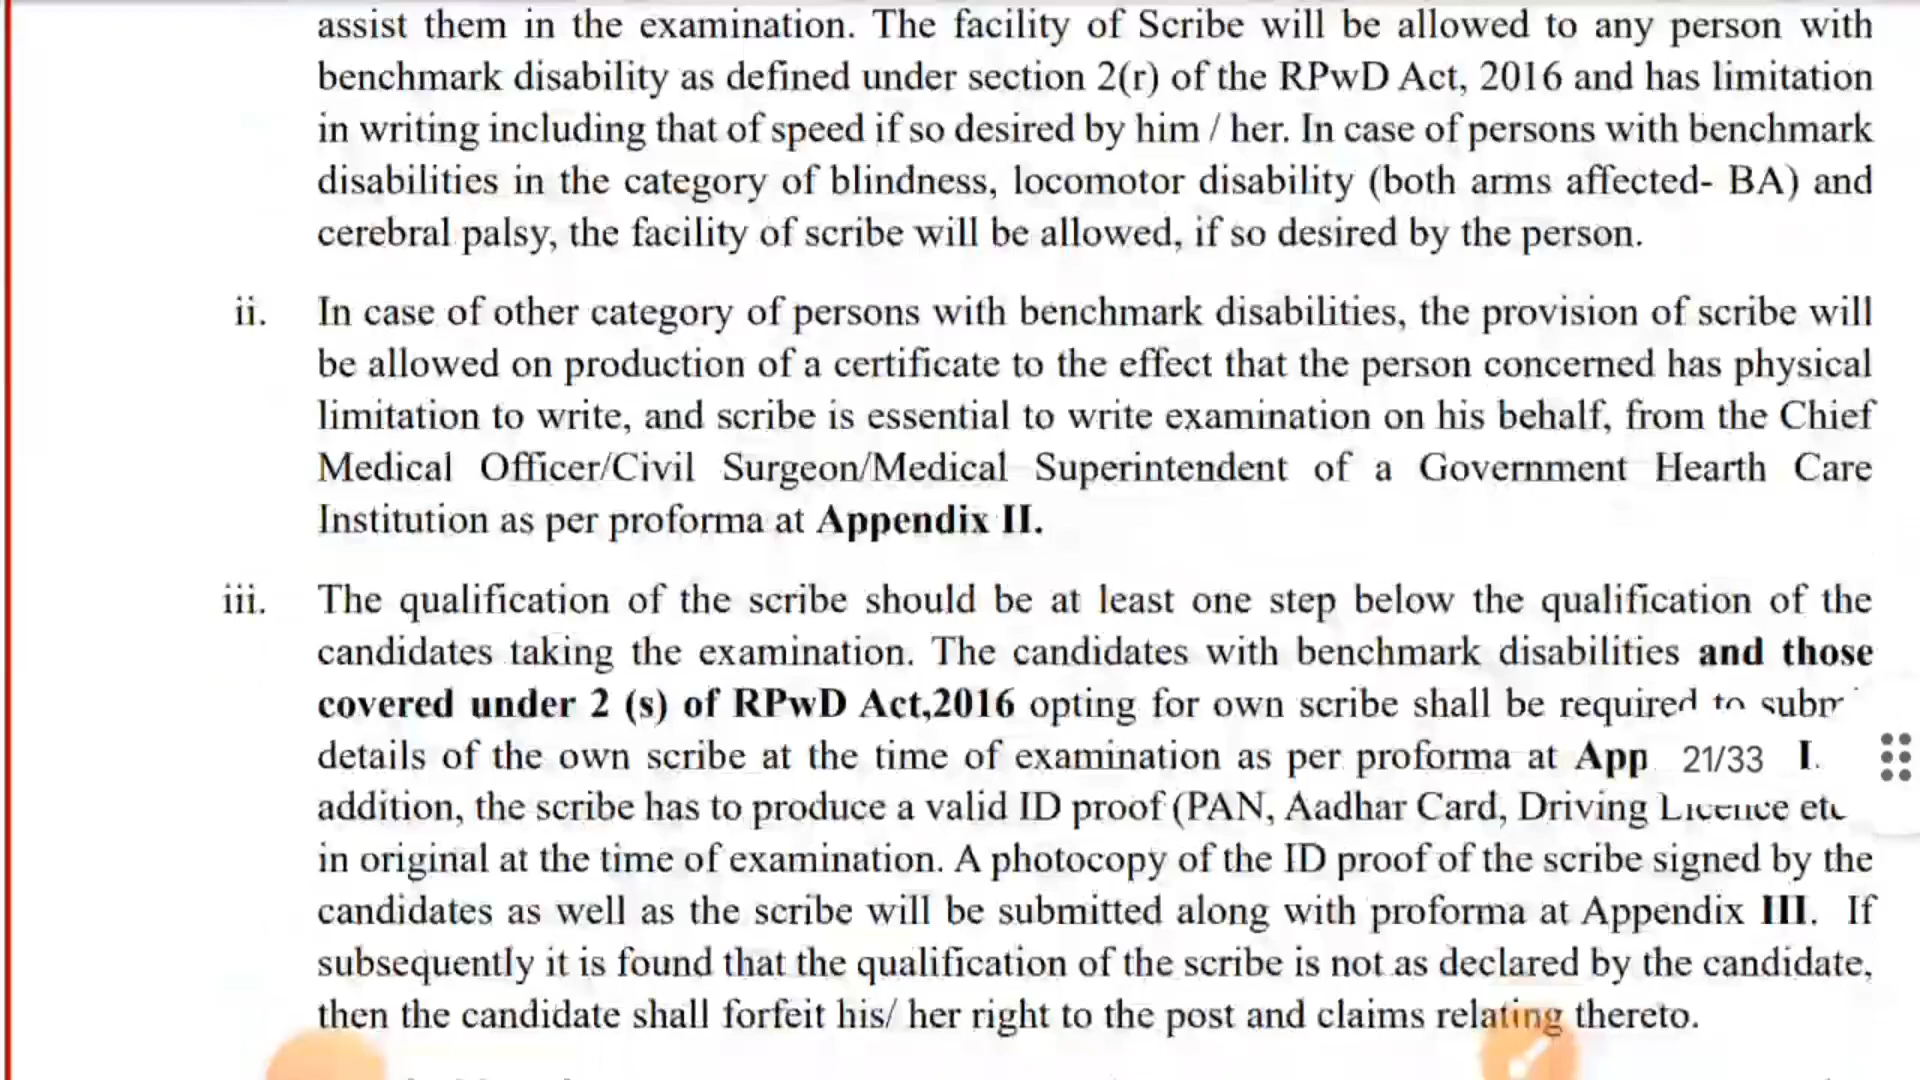 assist them in the examination. The facility of Scribe will be allowed to any person with
benchmark disability as defined under section 2(r) of the RPwD Act, 2016 and has limitation
in writing including that of speed if so desired by him / her. In case of persons with benchmark
disabilities in the category of blindness, locomotor disability (both arms affected- BA) and
cerebral palsy, the facility of scribe will be allowed, if so desired by the person.
ii. In case of other category of persons with benchmark disabilities, the provision of scribe will
be allowed on production of a certificate to the effect that the person concerned has physical
limitation to write, and scribe is essential to write examination on his behalf, from the Chief
Medical Officer/Civil Surgeon/Medical Superintendent of a Government Hearth Care
Institution as per proforma at Appendix II.
iii. The qualification of the scribe should be at least one step below the qualification of the
candidates taking the examination. The candidates with benchmark disabilities and those
covered under 2 (s) of RPwD Act,2016 opting for own scribe shall be required to
details of the own scribe at the time of examination as per proforma at App 21/33 I.
addition, the scribe has to produce a valid ID proof (PAN, Aadhar Card, Driving Licence
in original at the time of examination. A photocopy of the ID proof of the scribe signed by the
candidates as well as the scribe will be submitted along with proforma at Appendix III. If
subsequently it is found that the qualification of the scribe is not as declared by the candidate,
then the candidate shall forfeit his/ her right to the post and claims relating thereto.